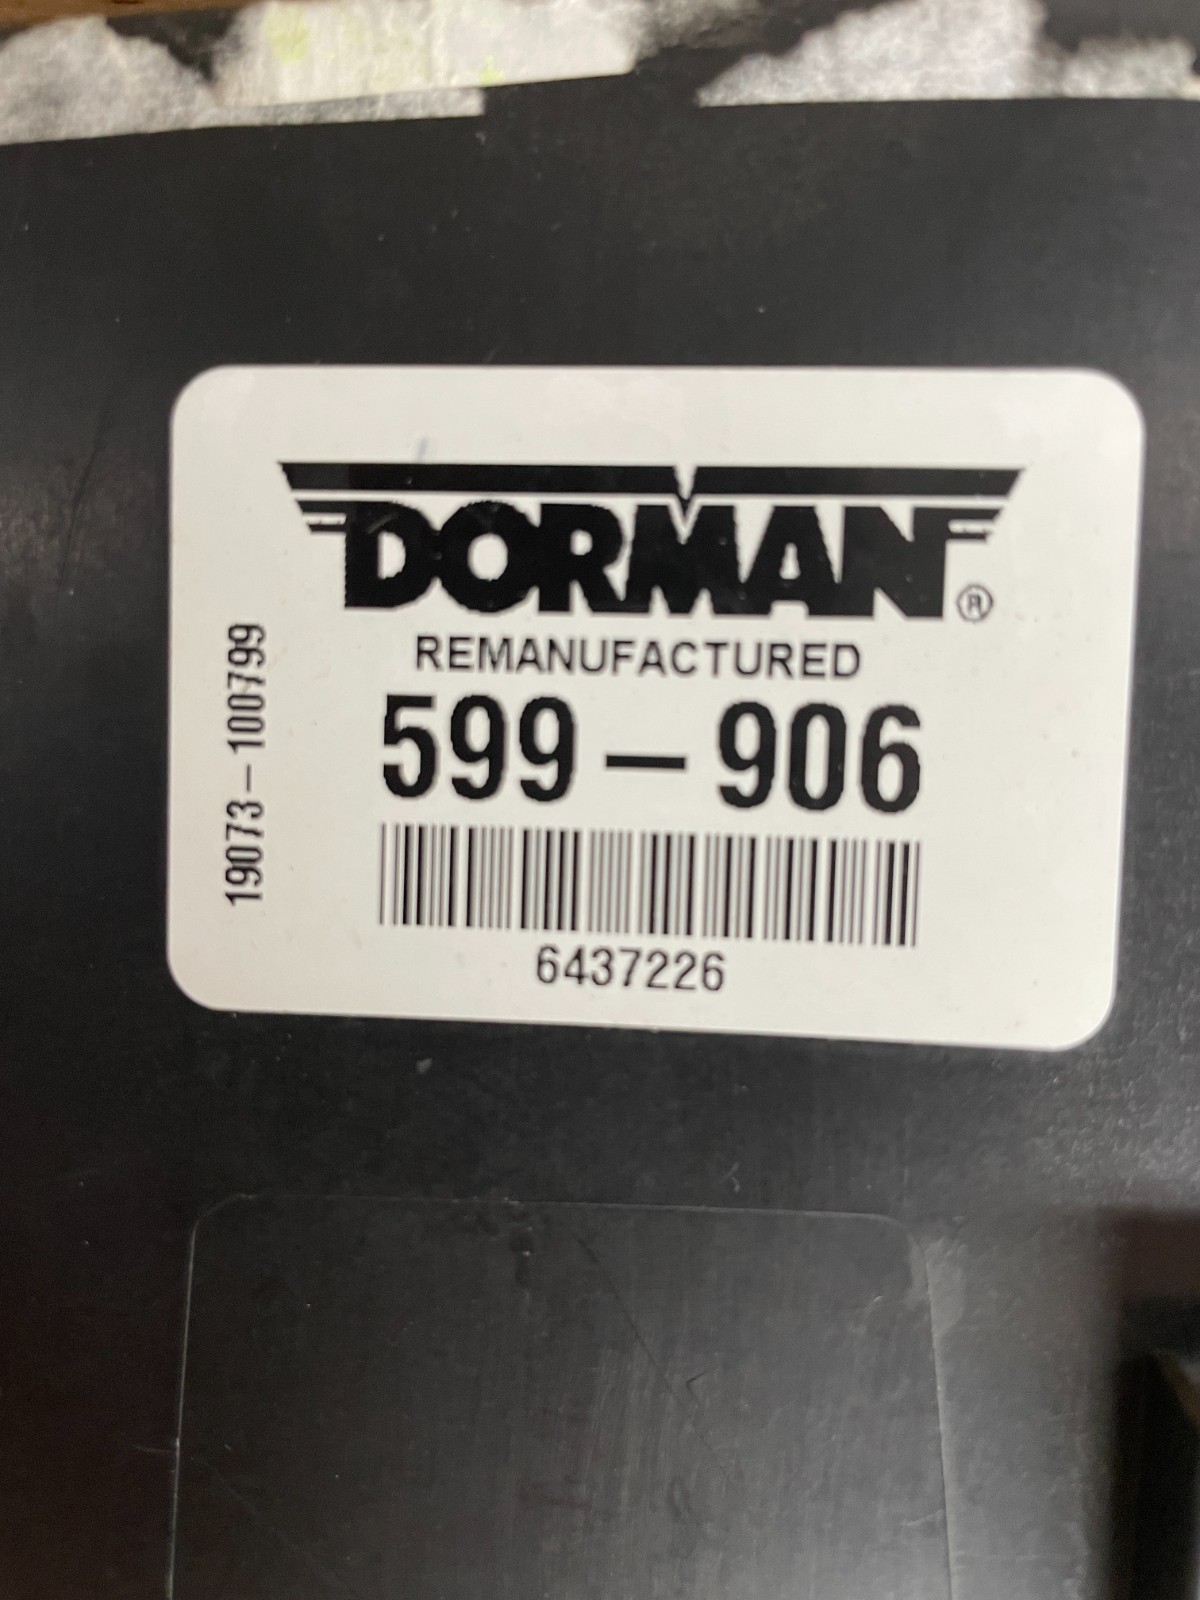 DORMAN®
REMANUFACTURED
599-906
6437226
19073-100799